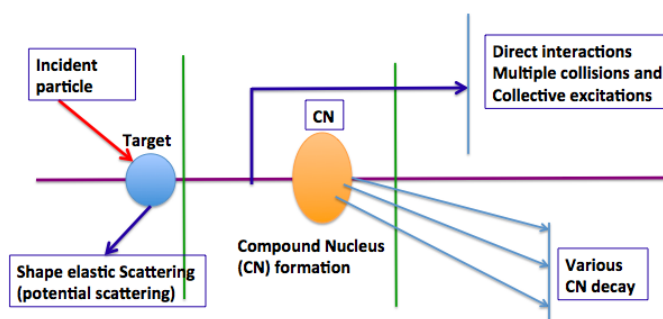 Incident
particle
Target
Shape elastic Scattering
(potential scattering)
CN
Compound Nucleus
(CN) formation
Direct interactions
Multiple collisions and
Collective excitations
Various
CN decay